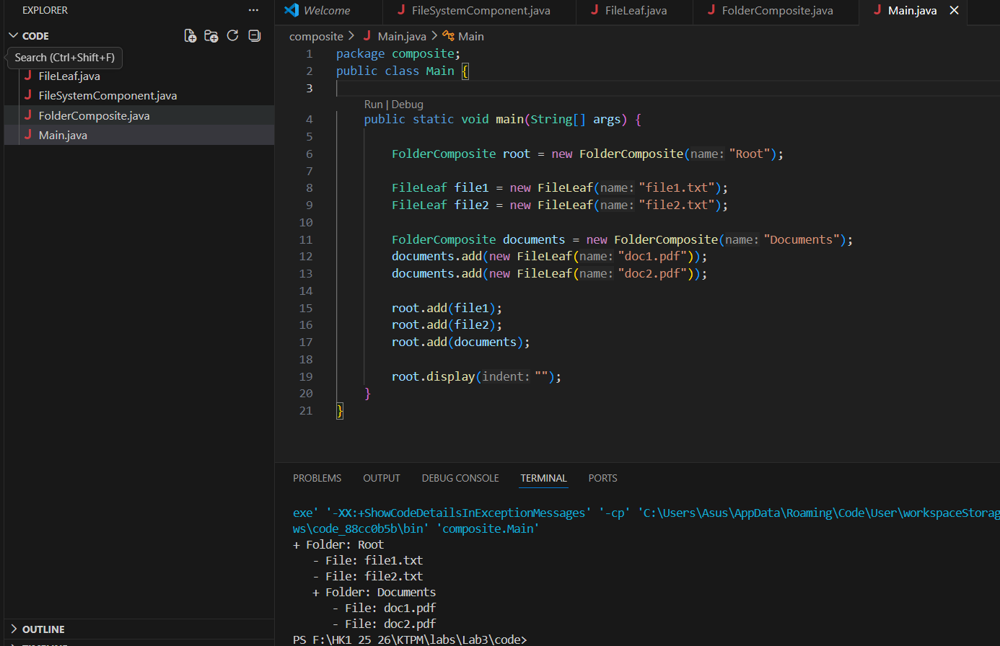 EXPLORER
···
CODE
Search (Ctrl+Shift+F)
J FileLeaf.java
J FileSystemComponent.java
J FolderComposite.java
J Main.java
OUTLINE
Welcome
J FileSystemComponent.java
J FileLeaf.java
J FolderComposite.java
J Main.java
composite > J Main.java > Main
1 package composite;
2 public class Main {
3
Run | Debug
4 public static void main(String[] args) {
5
6 FolderComposite root = new FolderComposite(name: "Root");
7
8 FileLeaf file1 = new FileLeaf(name: "file1.txt");
9 FileLeaf file2 = new FileLeaf(name: "file2.txt");
10
11 FolderComposite documents = new FolderComposite(name: "Documents");
12 documents.add(new FileLeaf(name: "doc1.pdf"));
13 documents.add(new FileLeaf(name: "doc2.pdf"));
14
15 root.add(file1);
16 root.add(file2);
17 root.add(documents);
18
19 root.display(indent: "");
20 }
21 }
PROBLEMS OUTPUT DEBUG CONSOLE TERMINAL PORTS
exe' '-XX:+ShowCodeDetailsInExceptionMessages' '-cp' 'C:\Users\Asus\AppData\Roaming\Code\User\workspaceStorag
ws\code_88cc0b5b\bin' 'composite.Main'
+ Folder: Root
- File: file1.txt
- File: file2.txt
+ Folder: Documents
- File: doc1.pdf
- File: doc2.pdf
PS F:\HK1_25_26\KTPM\labs\Lab3\code>